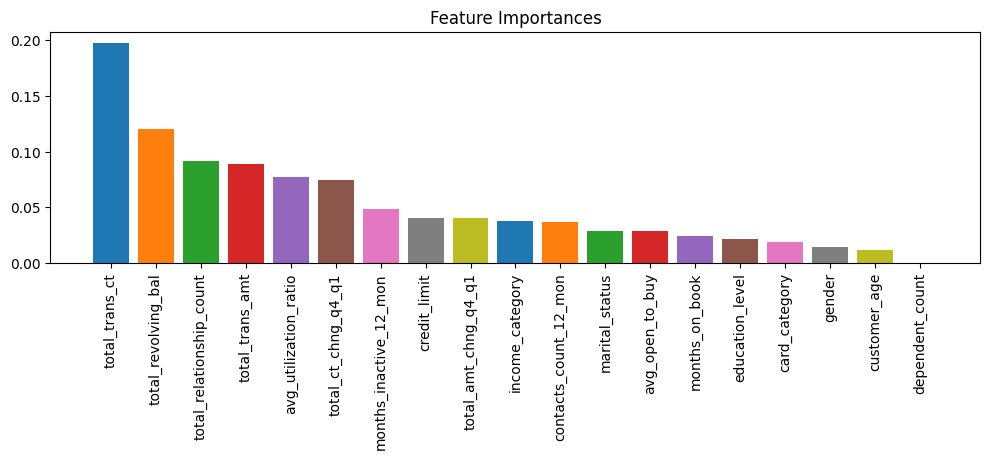 Feature Importances
0.20
0.15
0.10
0.05
0.00
total_trans_ct
total_revolving_bal
total_relationship_count
total_trans_amt
avg_utilization_ratio
total_ct_chng_q4_q1
months_inactive_12_mon
credit_limit
total_amt_chng_q4_q1
income_category
contacts_count_12_mon
marital_status
avg_open_to_buy
months_on_book
education_level
card_category
gender
customer_age
dependent_count